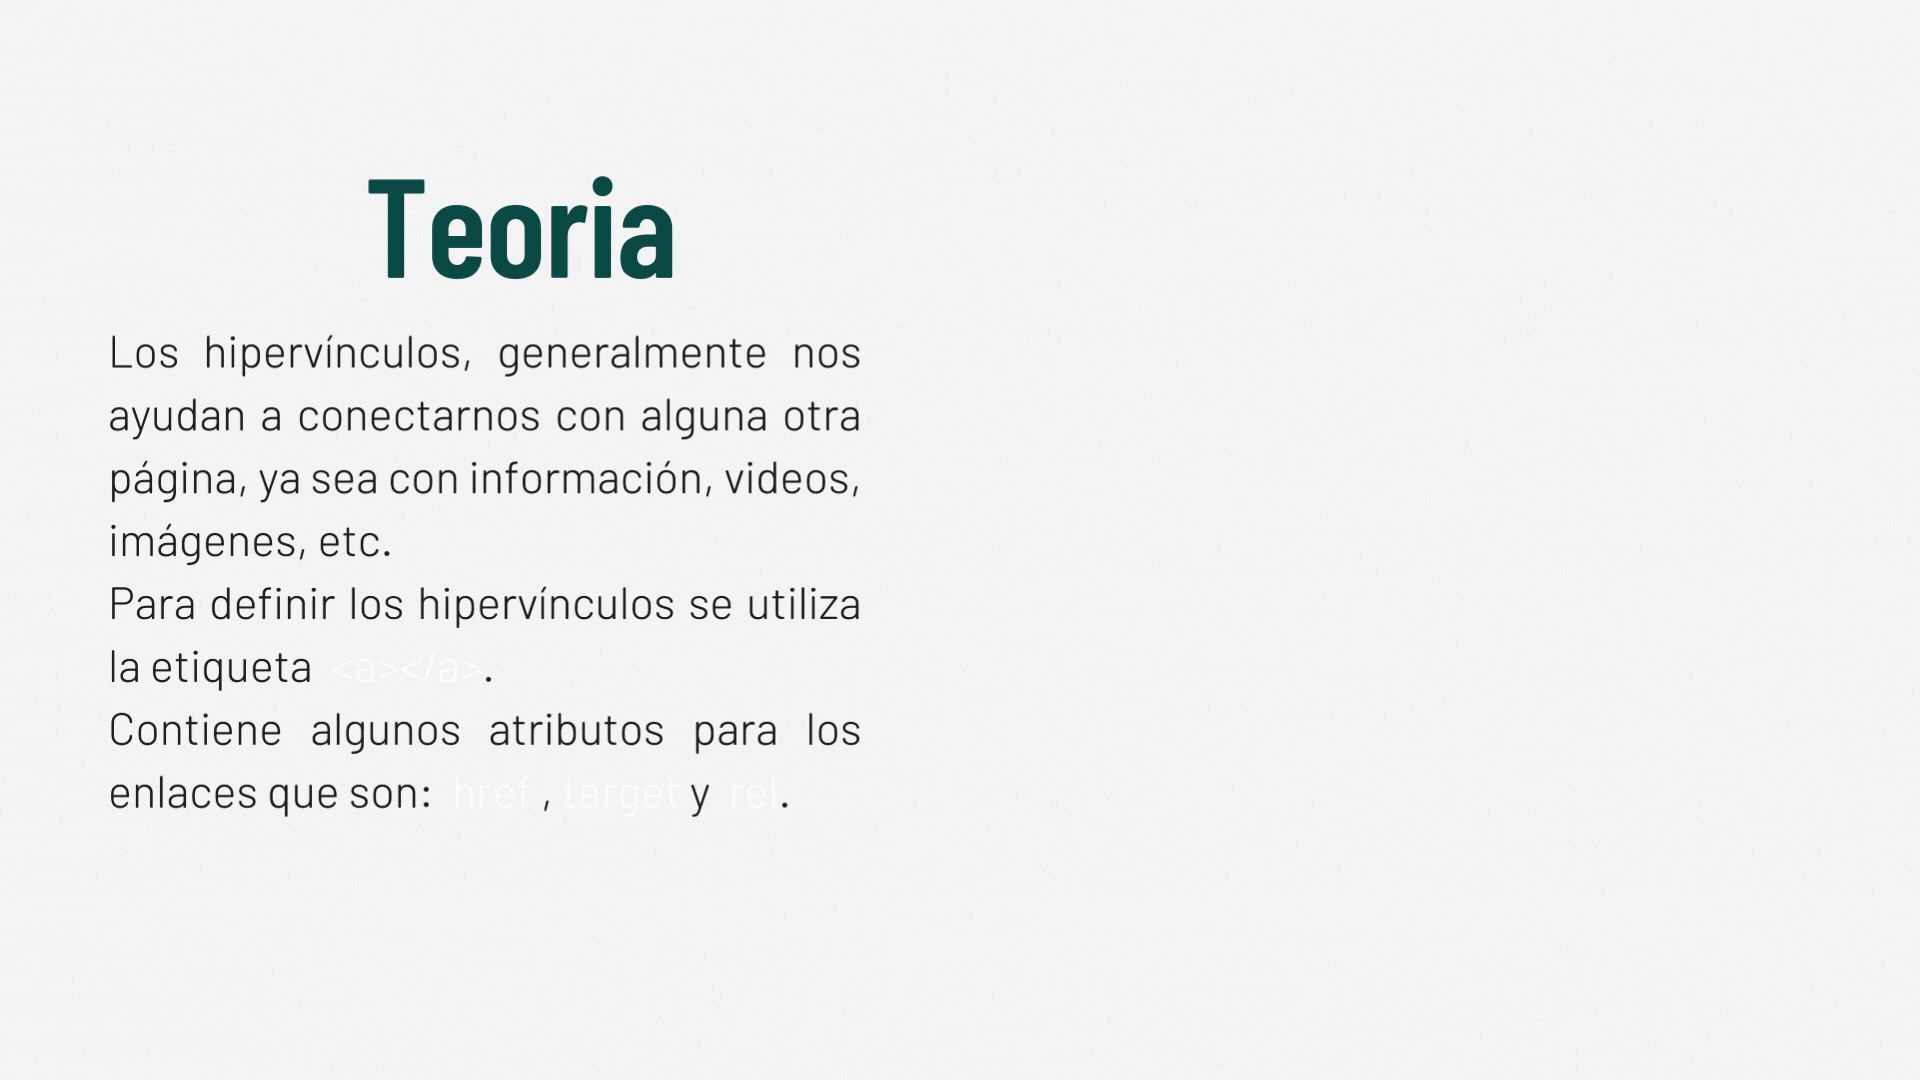 Teoria
Los hipervínculos, generalmente nos
ayudan a conectarnos con alguna otra
página, ya sea con información, videos,
imágenes, etc.
Para definir los hipervínculos se utiliza
la etiqueta <a></a>.
Contiene algunos atributos para los
enlaces que son: href , target y rel.